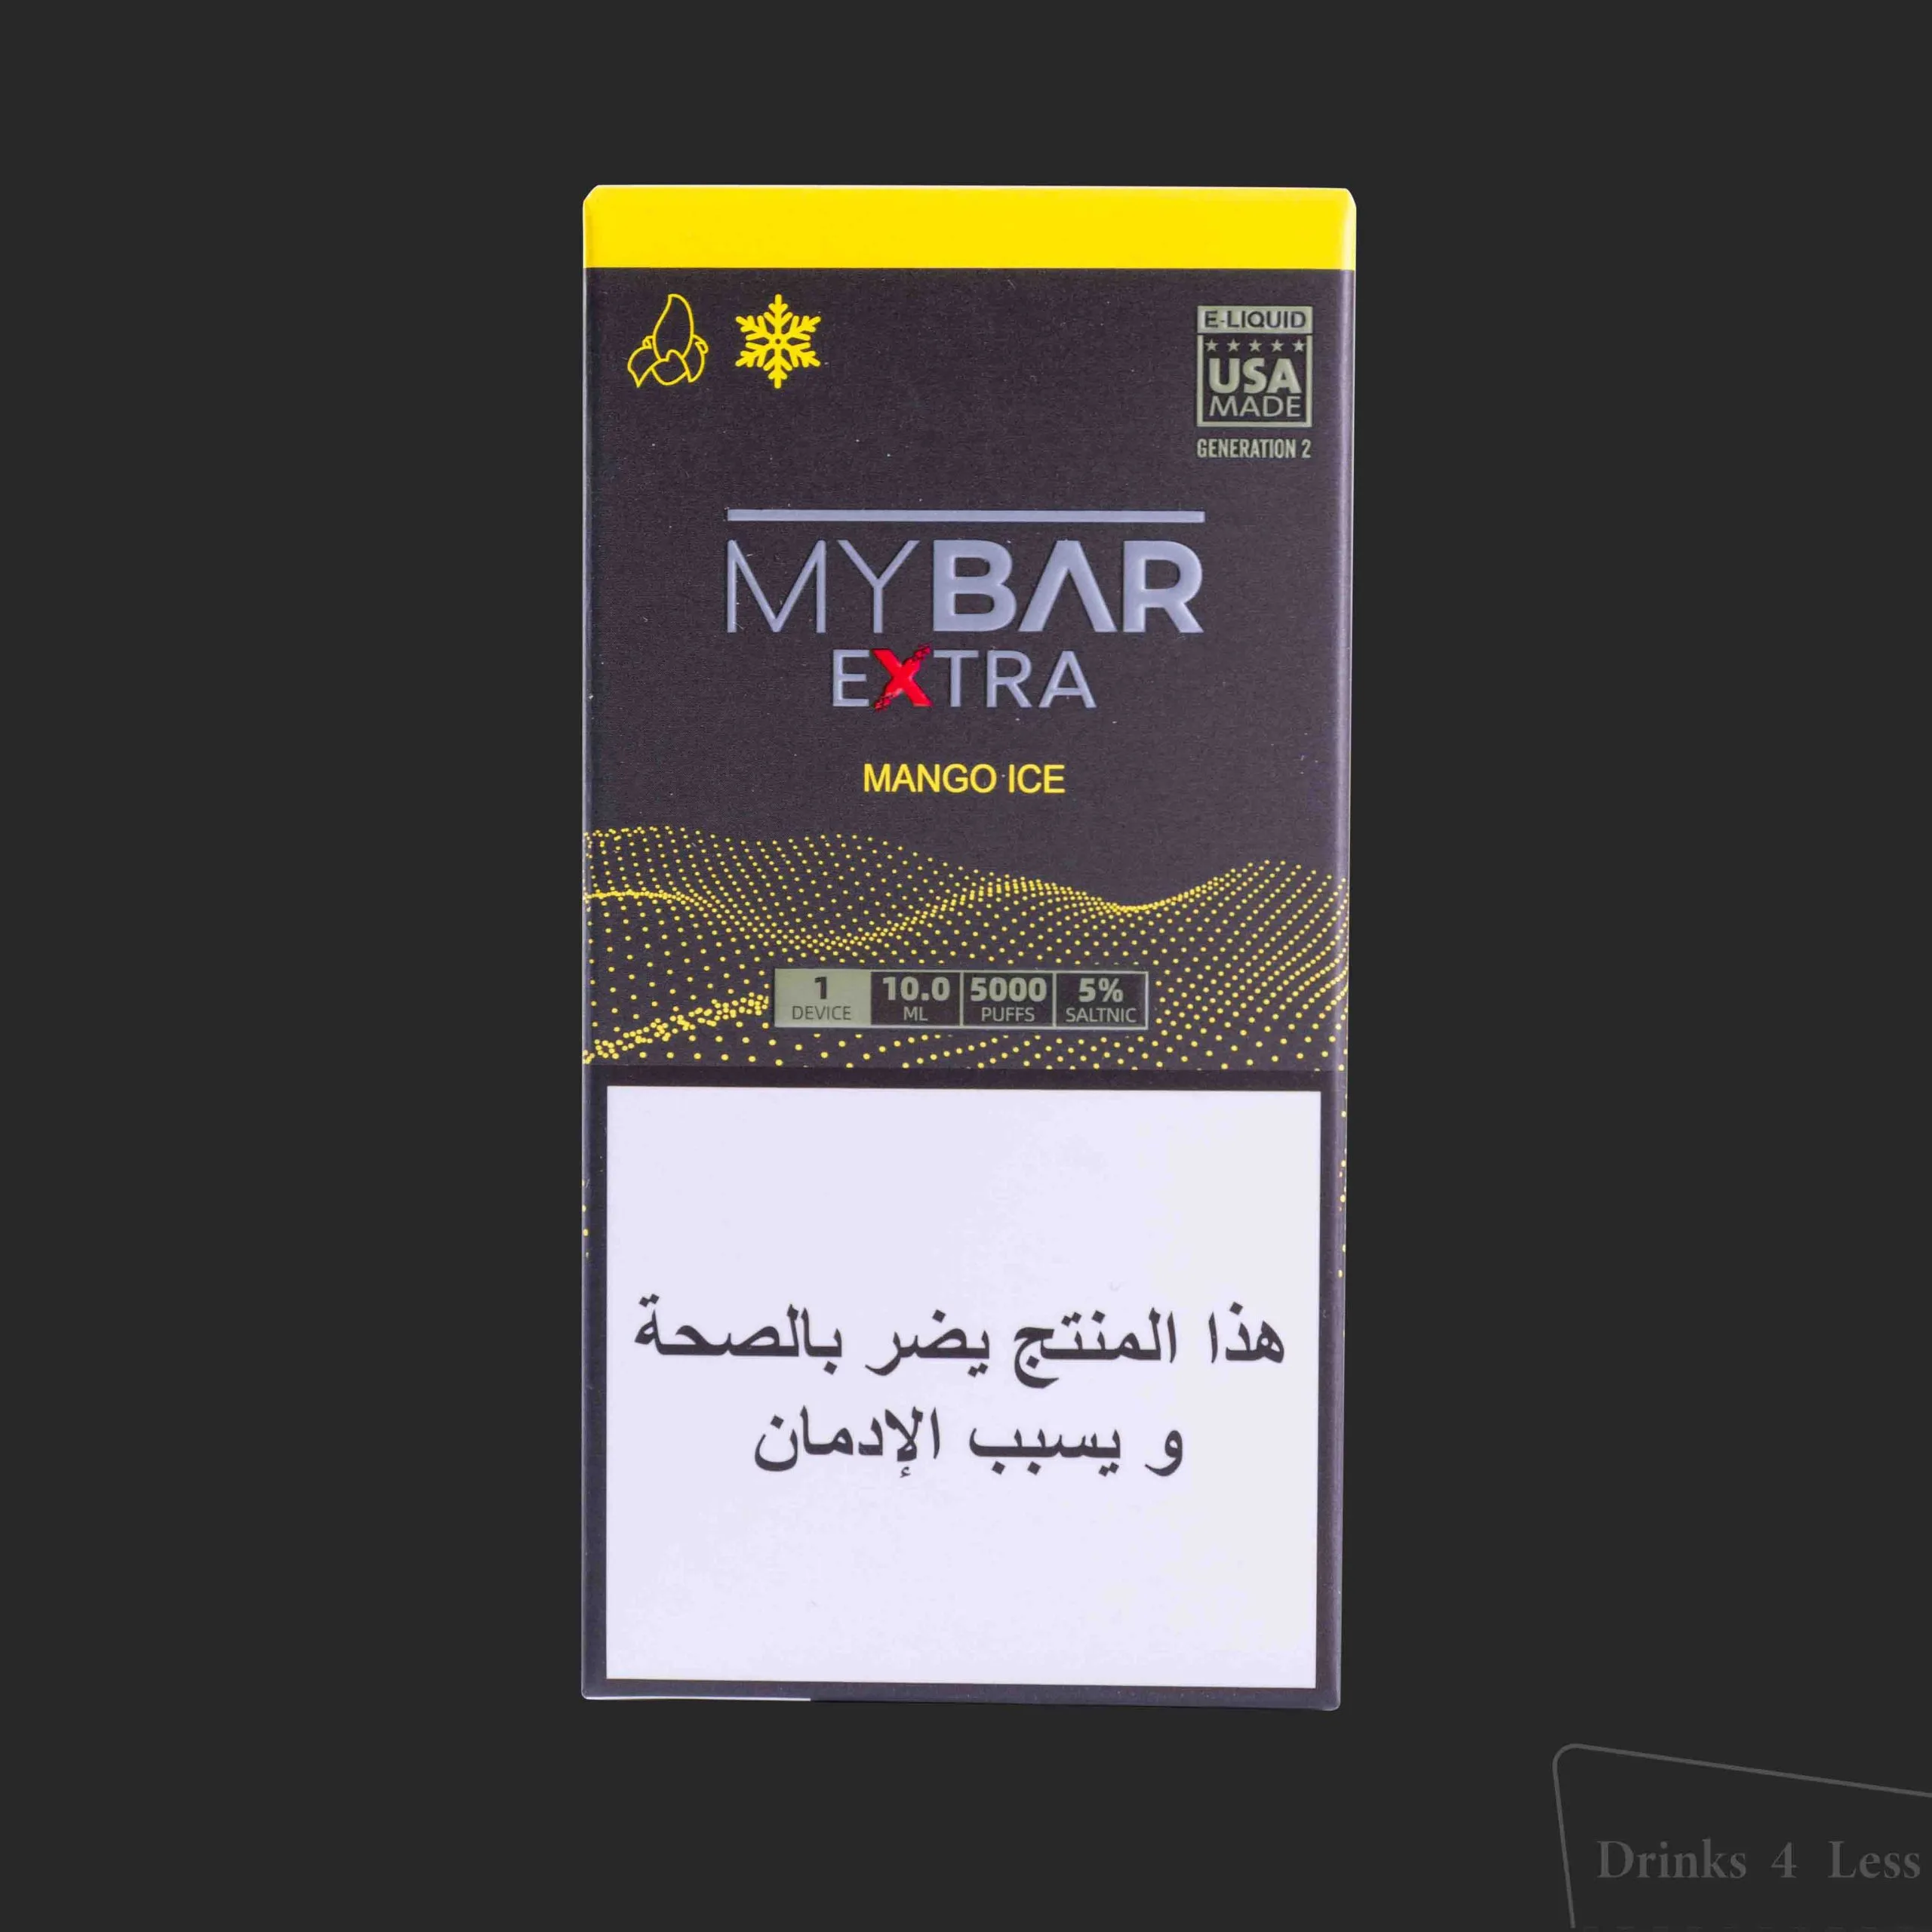 E-LIQUID
USA
MADE
GENERATION 2
MYBAR
EXTRA
MANGO ICE
1 10.0 5000 5%
DEVICE ML PUFFS SALTNIC
هذا المنتج يضر بالصحة
و يسبب الإدمان
Drinks 4 Less